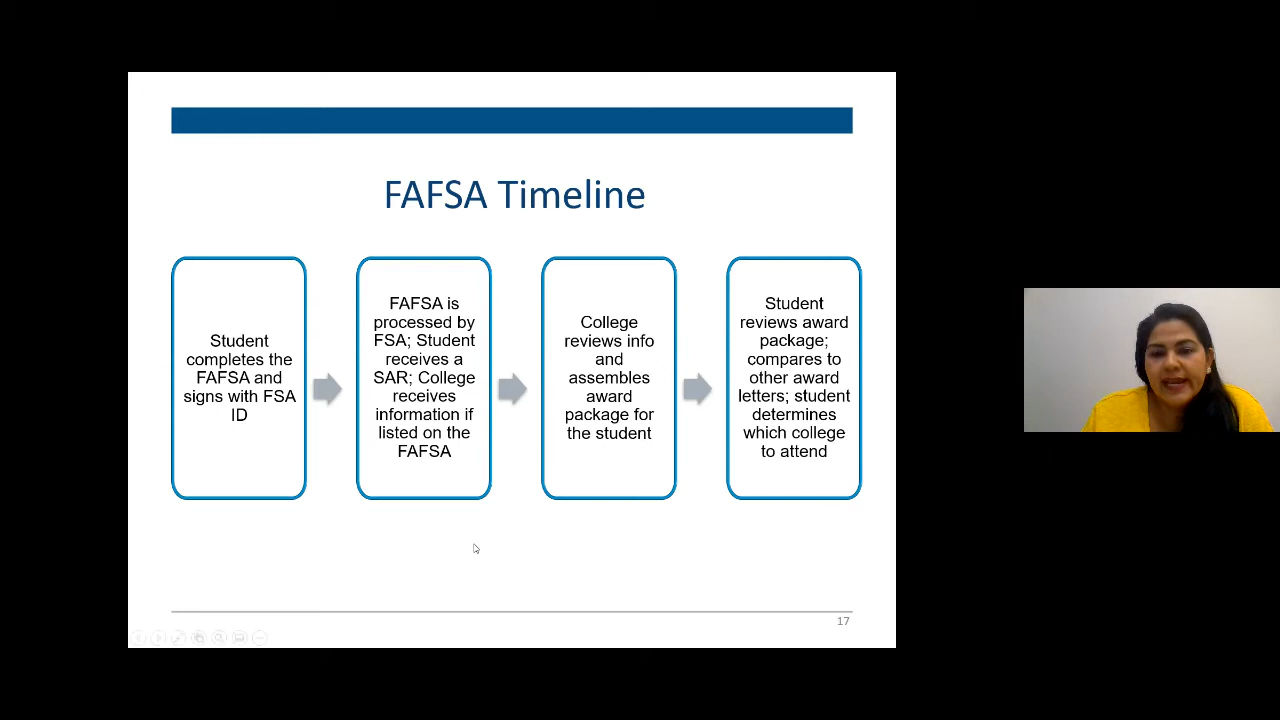 FAFSA Timeline
Student
completes the
FAFSA and
signs with FSA
ID
FAFSA is
processed by
FSA; Student
receives a
SAR; College
receives
information if
listed on the
FAFSA
College
reviews info
and
assembles
award
package for
the student
Student
reviews award
package;
compares to
other award
letters; student
determines
which college
to attend
17